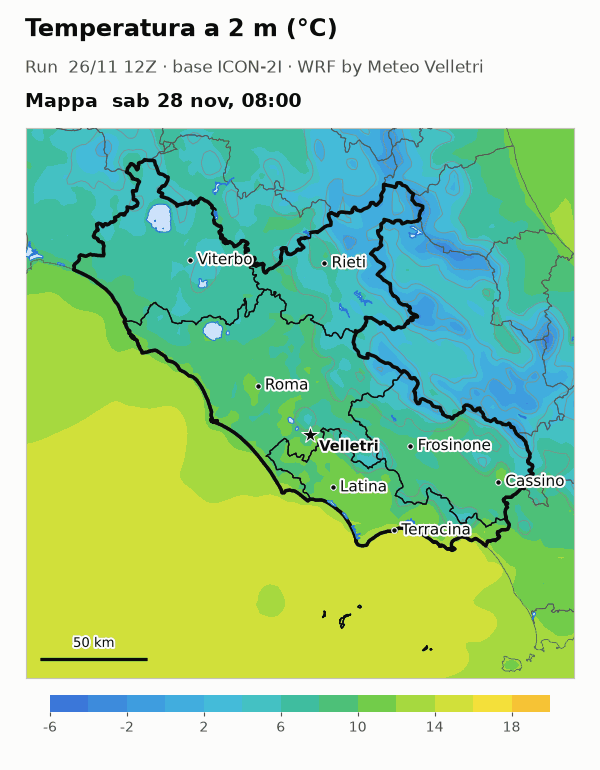 Temperatura a 2 m (°C)
Run  26/11 12Z · base ICON-2I · WRF by Meteo Velletri
Mappa  sab 28 nov, 08:00
Viterbo
Rieti
Roma
Velletri
Frosinone
Cassino
Latina
Terracina
50 km
-6 -2 2 6 10 14 18